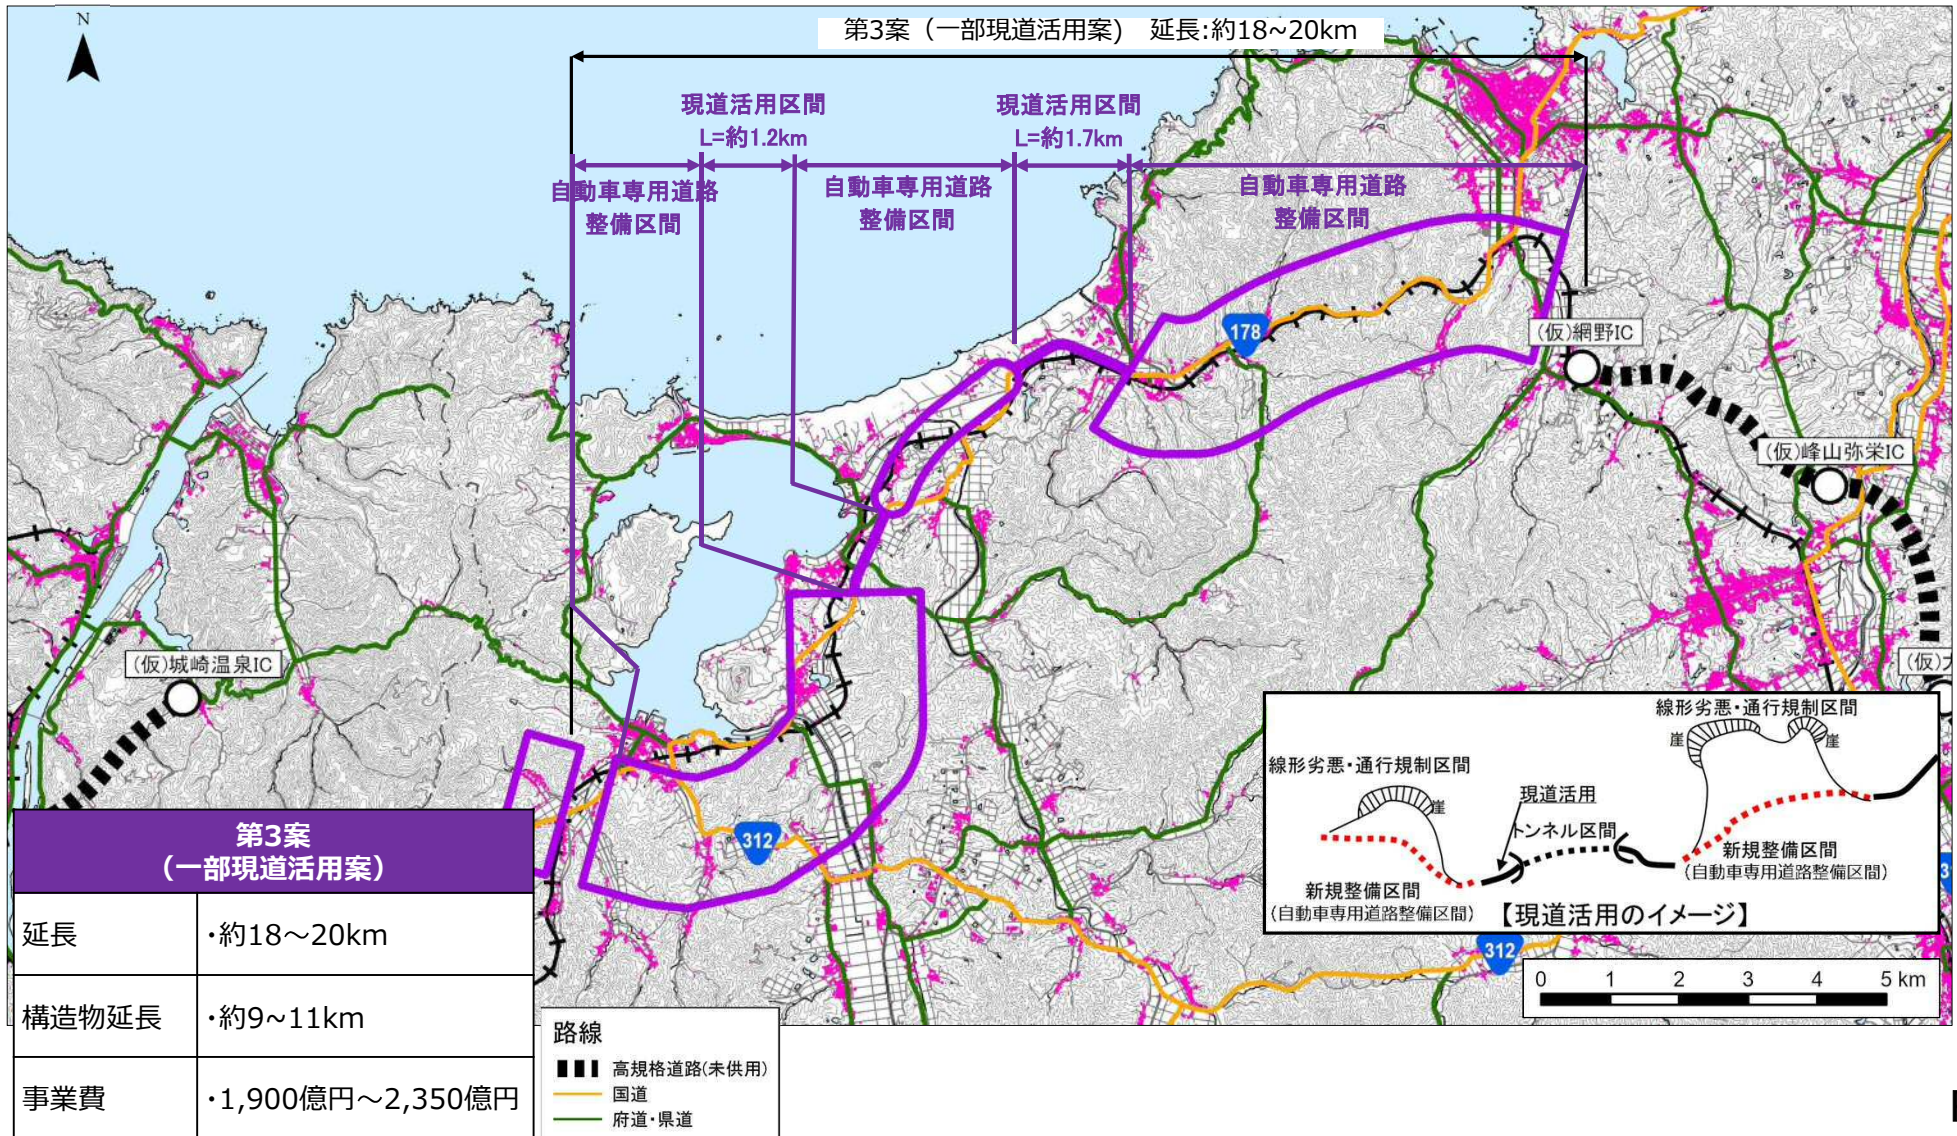 N
第3案（一部現道活用案）　延長:約18~20km
現道活用区間
L=約1.2km
現道活用区間
L=約1.7km
自動車専用道路
整備区間
自動車専用道路
整備区間
自動車専用道路
整備区間
178
(仮)網野IC
(仮)峰山弥栄IC
(仮)城崎温泉IC
312
312
線形劣悪・通行規制区間
崖
崖
線形劣悪・通行規制区間
崖
現道活用
トンネル区間
新規整備区間
(自動車専用道路整備区間)
新規整備区間
(自動車専用道路整備区間)
【現道活用のイメージ】
0 1 2 3 4 5 km
第3案
（一部現道活用案）
延長 ・約18～20km
構造物延長 ・約9~11km
事業費 ・1,900億円～2,350億円
路線
高規格道路(未供用)
国道
府道・県道